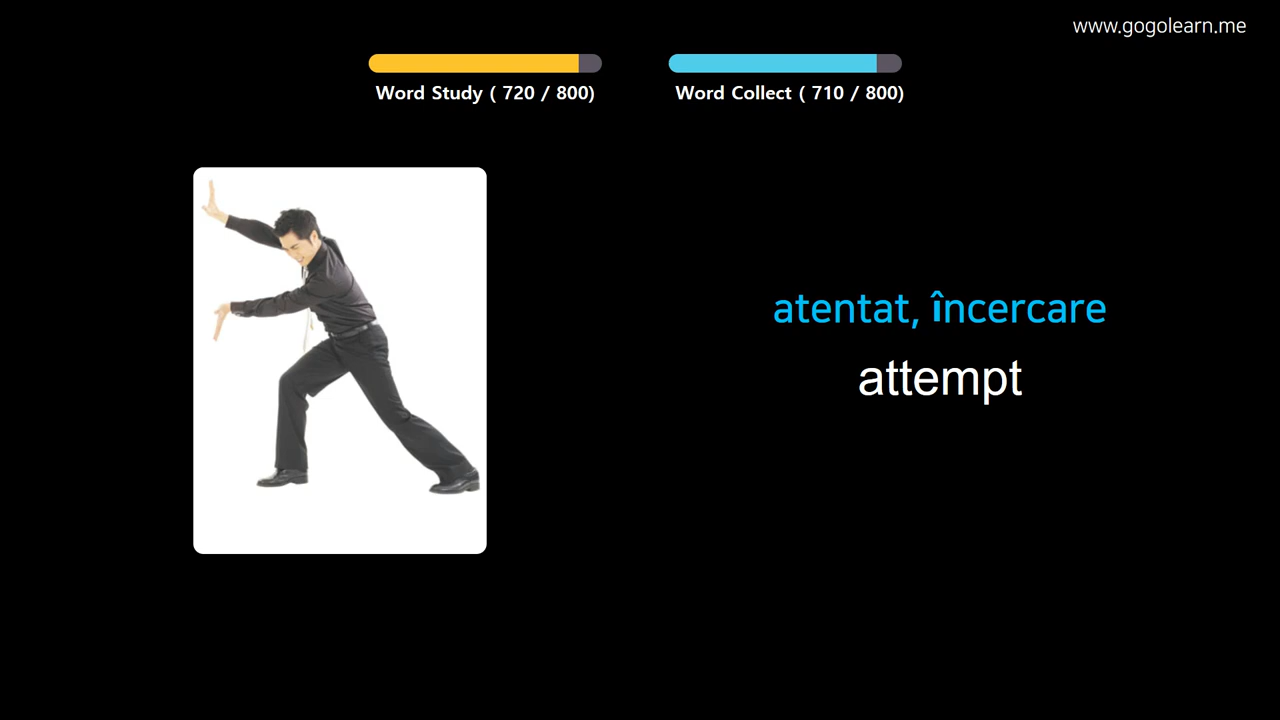 www.gogolearn.me
Word Study ( 720 / 800)
Word Collect ( 710 / 800)
atentat, încercare
attempt